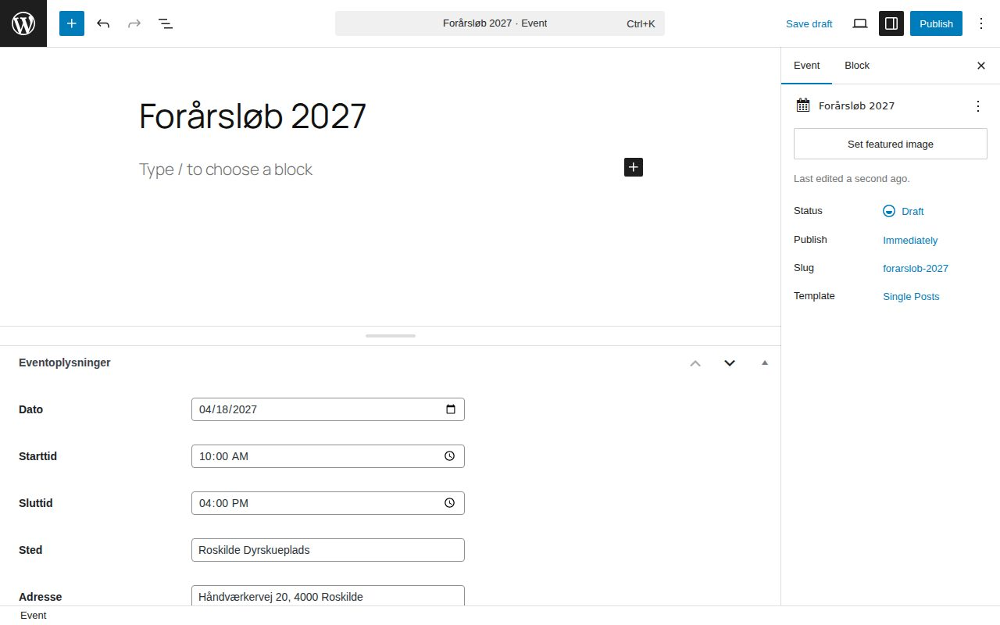 Forårsløb 2027 · Event Ctrl+K Save draft Publish
Event Block
Forårsløb 2027
Set featured image
Last edited a second ago.
Status Draft
Publish Immediately
Slug forarslob-2027
Template Single Posts
Forårsløb 2027
Type / to choose a block
Eventoplysninger
Dato 04/18/2027
Starttid 10:00 AM
Sluttid 04:00 PM
Sted Roskilde Dyrskueplads
Adresse Håndværkervej 20, 4000 Roskilde
Event